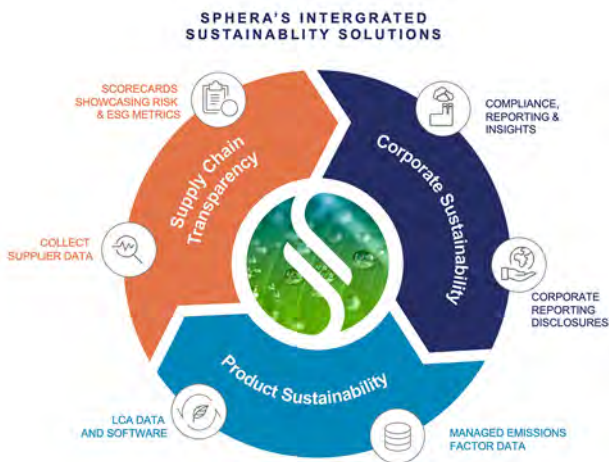 SPHERA'S INTERGRATED
SUSTAINABLITY SOLUTIONS
SCORECARDS
SHOWCASING RISK
& ESG METRICS
COMPLIANCE,
REPORTING &
INSIGHTS
Supply Chain
Transparency
Corporate Sustainability
COLLECT
SUPPLIER DATA
CORPORATE
REPORTING
DISCLOSURES
Product Sustainability
LCA DATA
AND SOFTWARE
MANAGED EMISSIONS
FACTOR DATA